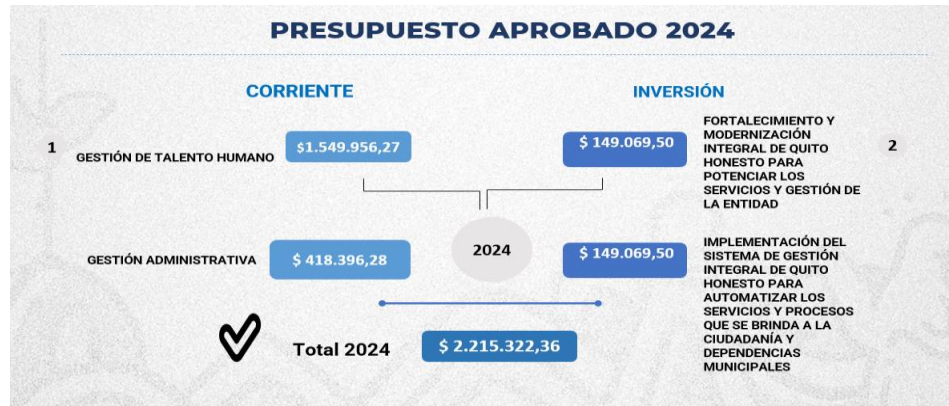 PRESUPUESTO APROBADO 2024
CORRIENTE
1
GESTIÓN DE TALENTO HUMANO
$1.549.956,27
GESTIÓN ADMINISTRATIVA
$ 418.396,28
2024
INVERSIÓN
$ 149.069,50
FORTALECIMIENTO Y
MODERNIZACIÓN
INTEGRAL DE QUITO
HONESTO PARA
POTENCIAR LOS
SERVICIOS Y GESTIÓN DE
LA ENTIDAD
2
$ 149.069,50
IMPLEMENTACIÓN DEL
SISTEMA DE GESTIÓN
INTEGRAL DE QUITO
HONESTO PARA
AUTOMATIZAR LOS
SERVICIOS Y PROCESOS
QUE SE BRINDA A LA
CIUDADANÍA Y
DEPENDENCIAS
MUNICIPALES
Total 2024
$ 2.215.322,36